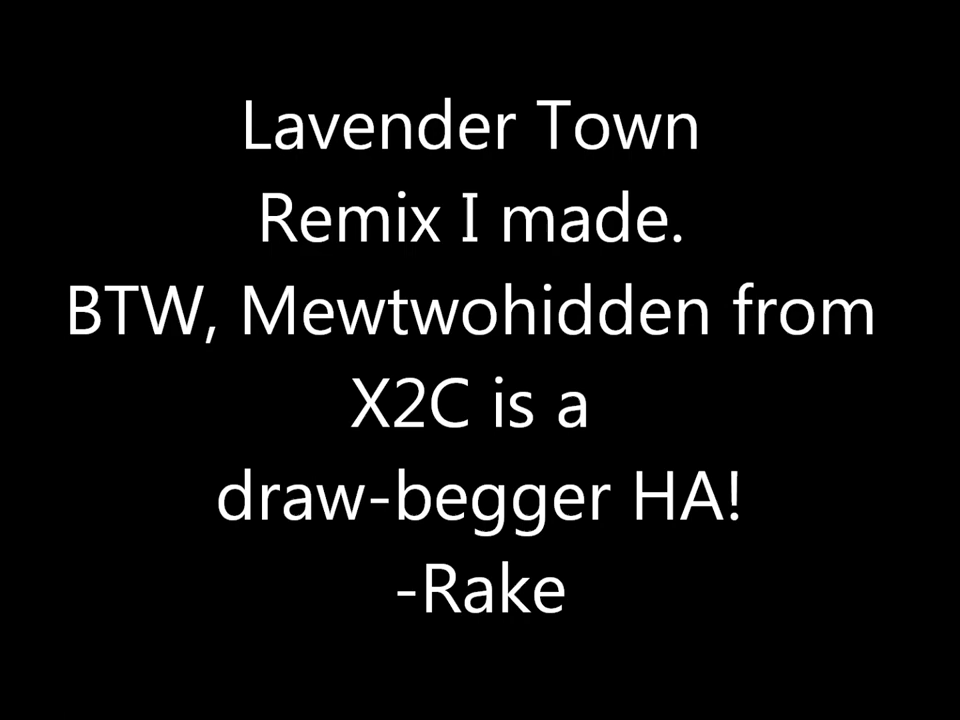 Lavender Town
Remix I made.
BTW, Mewtwohidden from
X2C is a
draw-begger HA!
-Rake